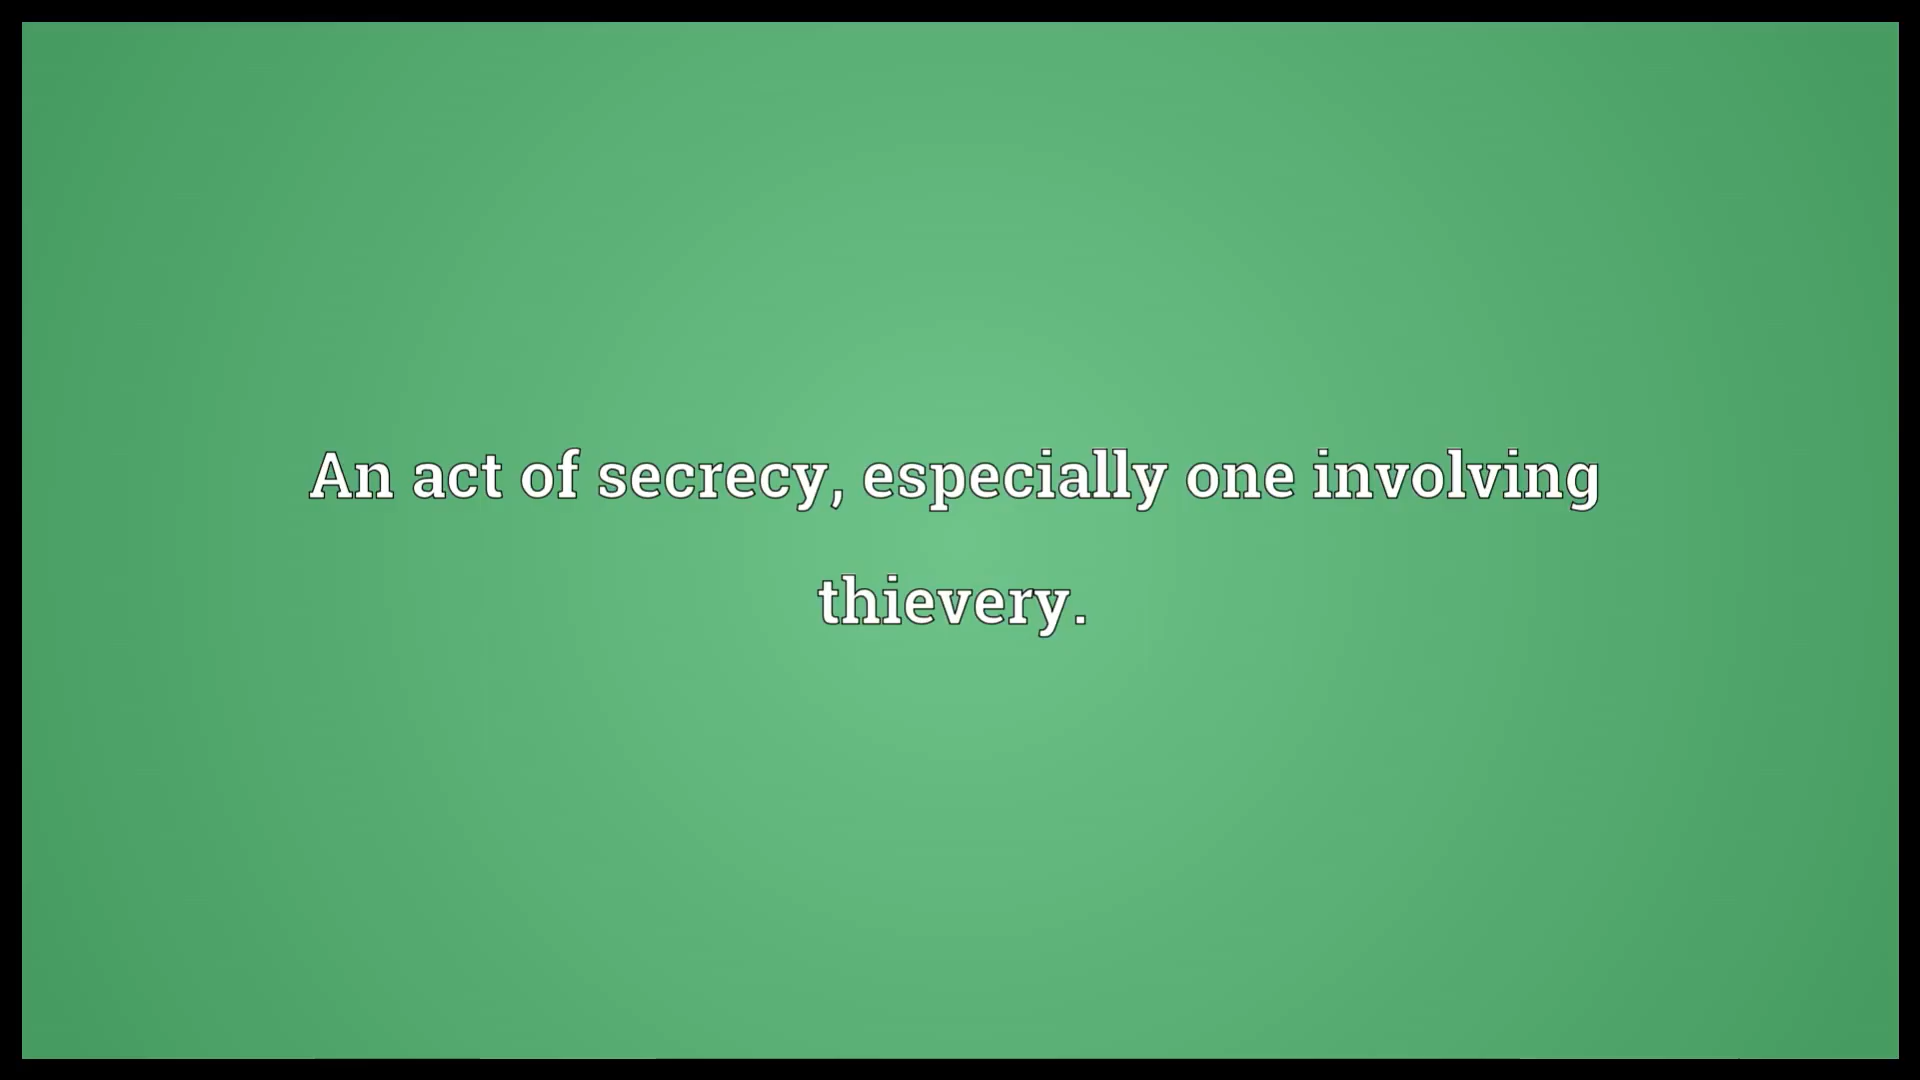 An act of secrecy, especially one involving
thievery.